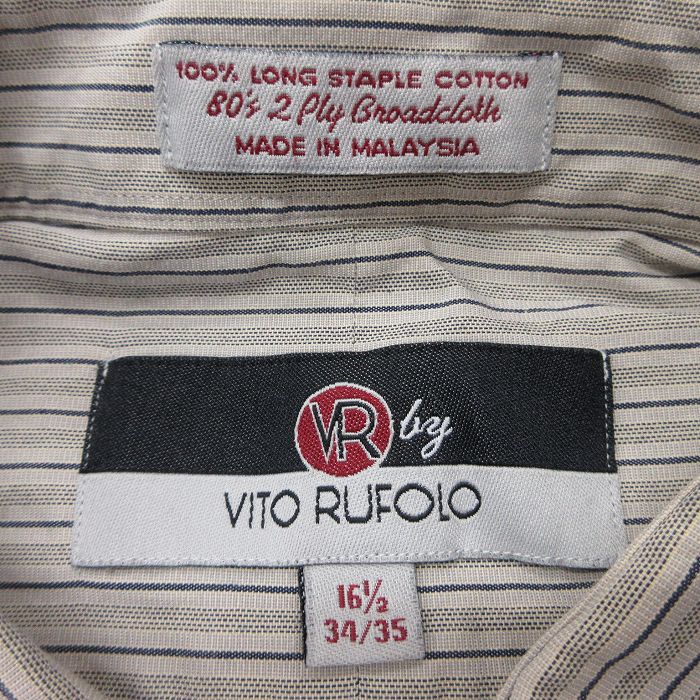 100% LONG STAPLE COTTON
80's 2 Ply Broadcloth
MADE IN MALAYSIA
VR by
VITO RUFOLO
16½
34/35